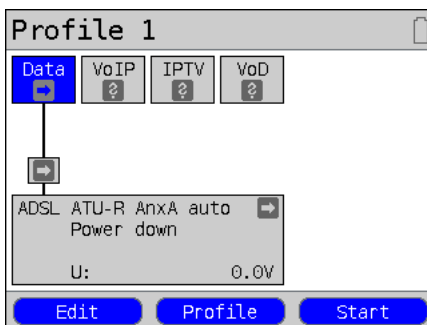 Profile 1
Data VoIP IPTV VoD
? ? ?
ADSL ATU-R AnxA auto
Power down
U: 0.0V
Edit Profile Start